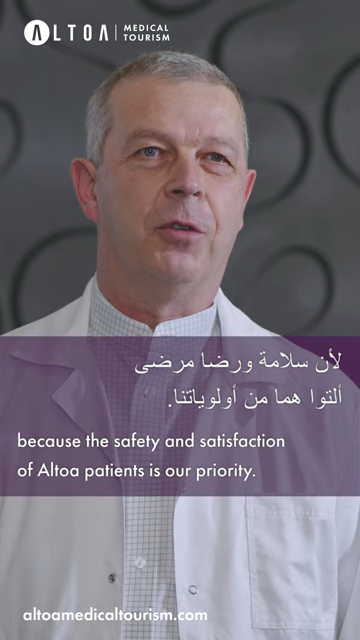 ALTOA
MEDICAL
TOURISM
لأن سلامة ورضا مرضى
ألتوا هما من أولوياتنا.
because the safety and satisfaction
of Altoa patients is our priority.
altoamedicaltourism.com